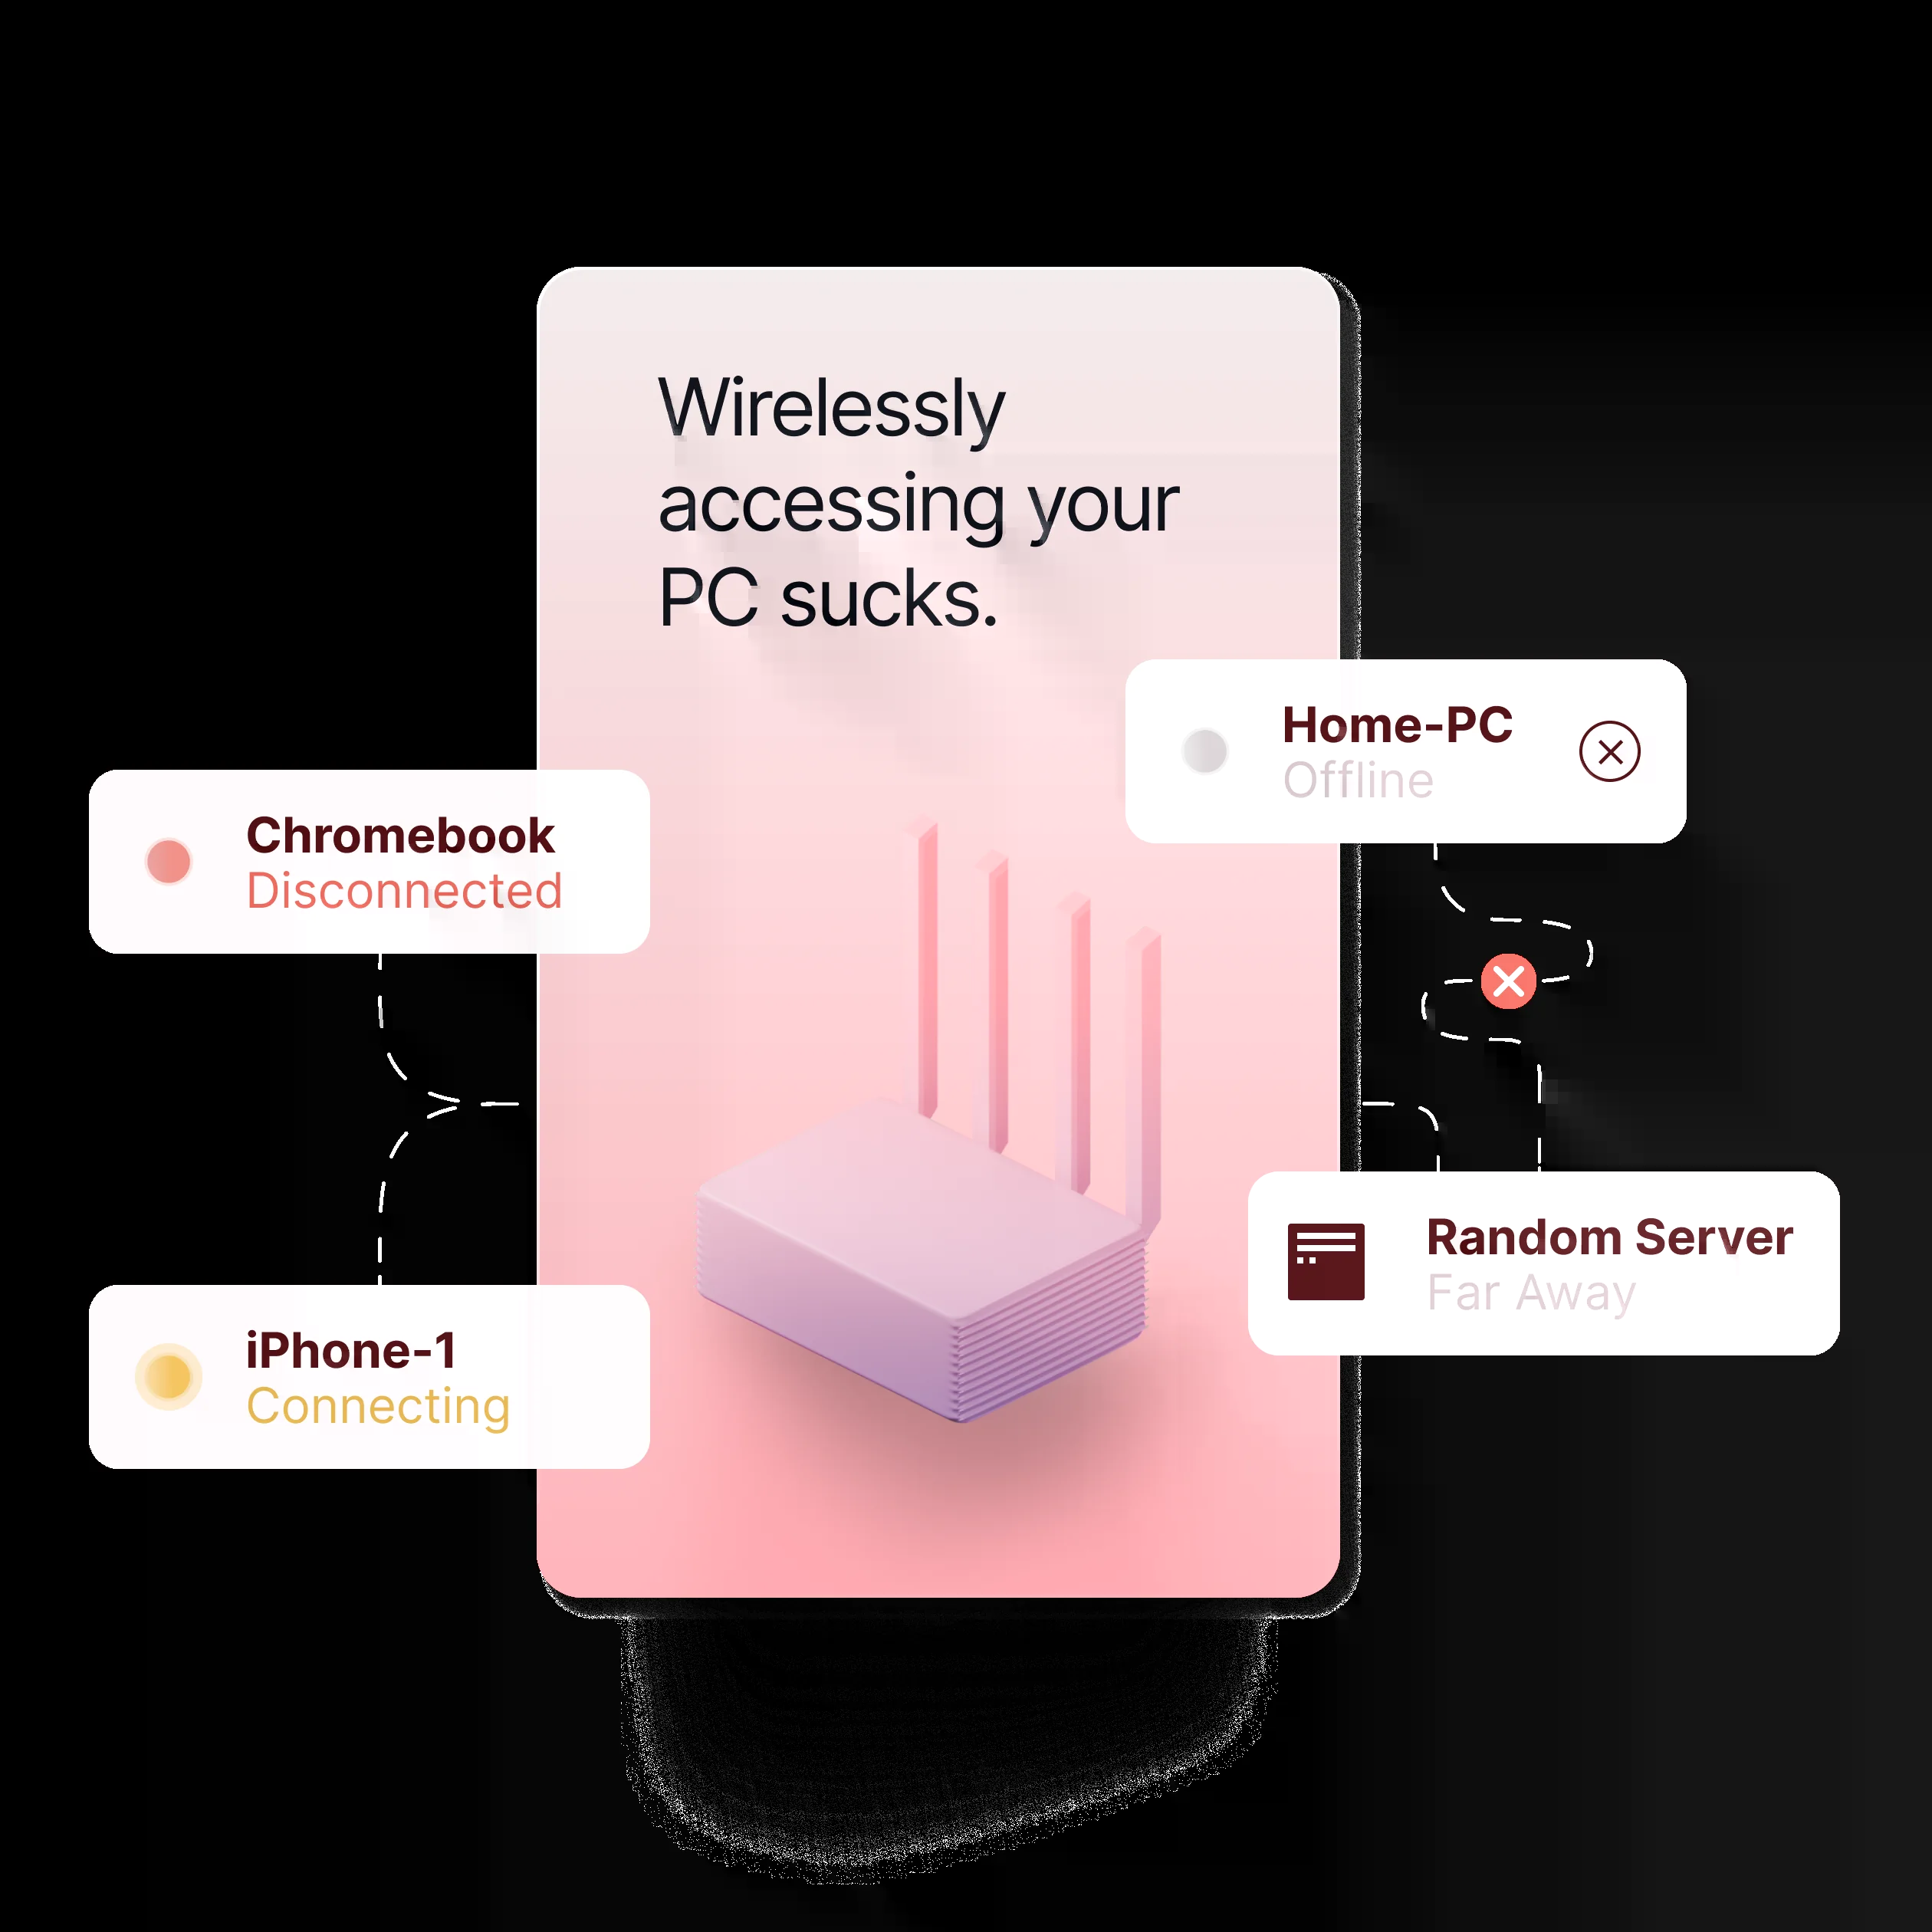 Wirelessly
accessing your
PC sucks.
Home-PC
Offline
Chromebook
Disconnected
Random Server
Far Away
iPhone-1
Connecting